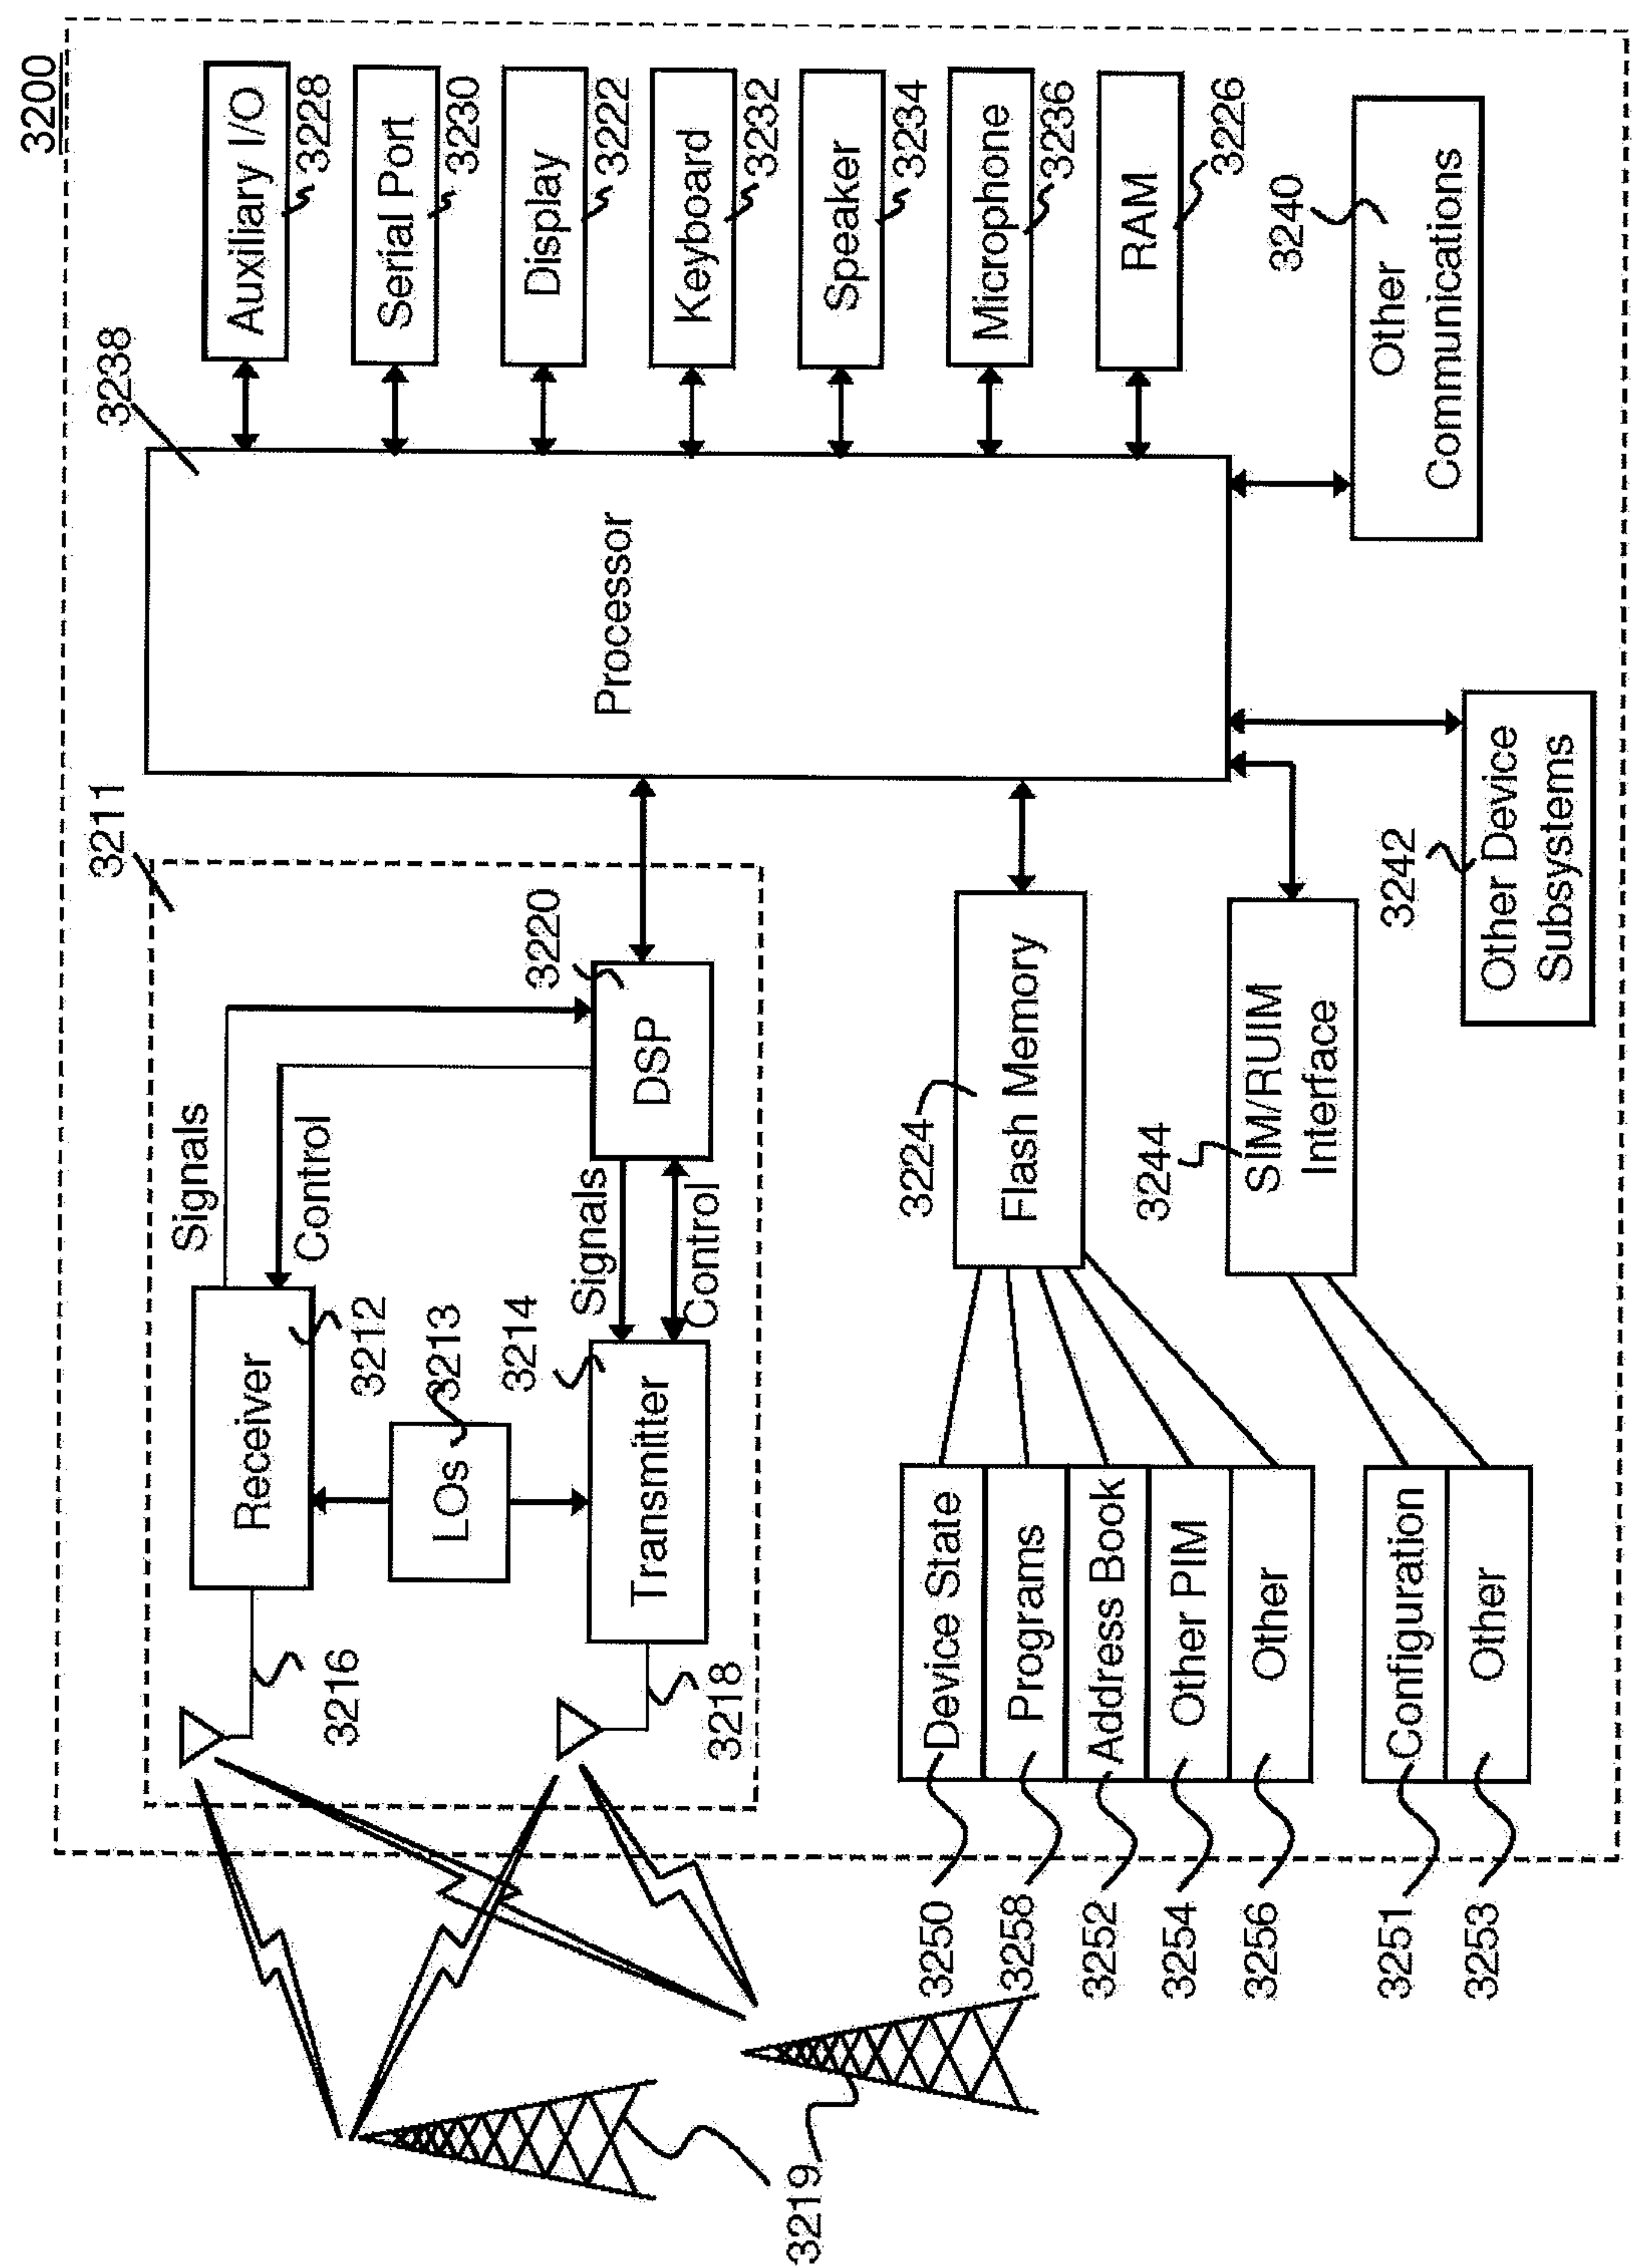 3200
3211
3238
Signals
Control
Receiver
3212
3216
LOs
3213
3214
Transmitter
3218
Signals
Control
3220
DSP
Processor
Auxiliary I/O
3228
Serial Port
3230
Display
3222
Keyboard
3232
Speaker
3234
Microphone
3236
RAM
3226
3240
Other
Communications
3224
Flash Memory
3244
SIM/RUIM
Interface
3242
Other Device
Subsystems
3250
Device State
3258
Programs
3252
Address Book
3254
Other PIM
3256
Other
3251
Configuration
3253
Other
3219